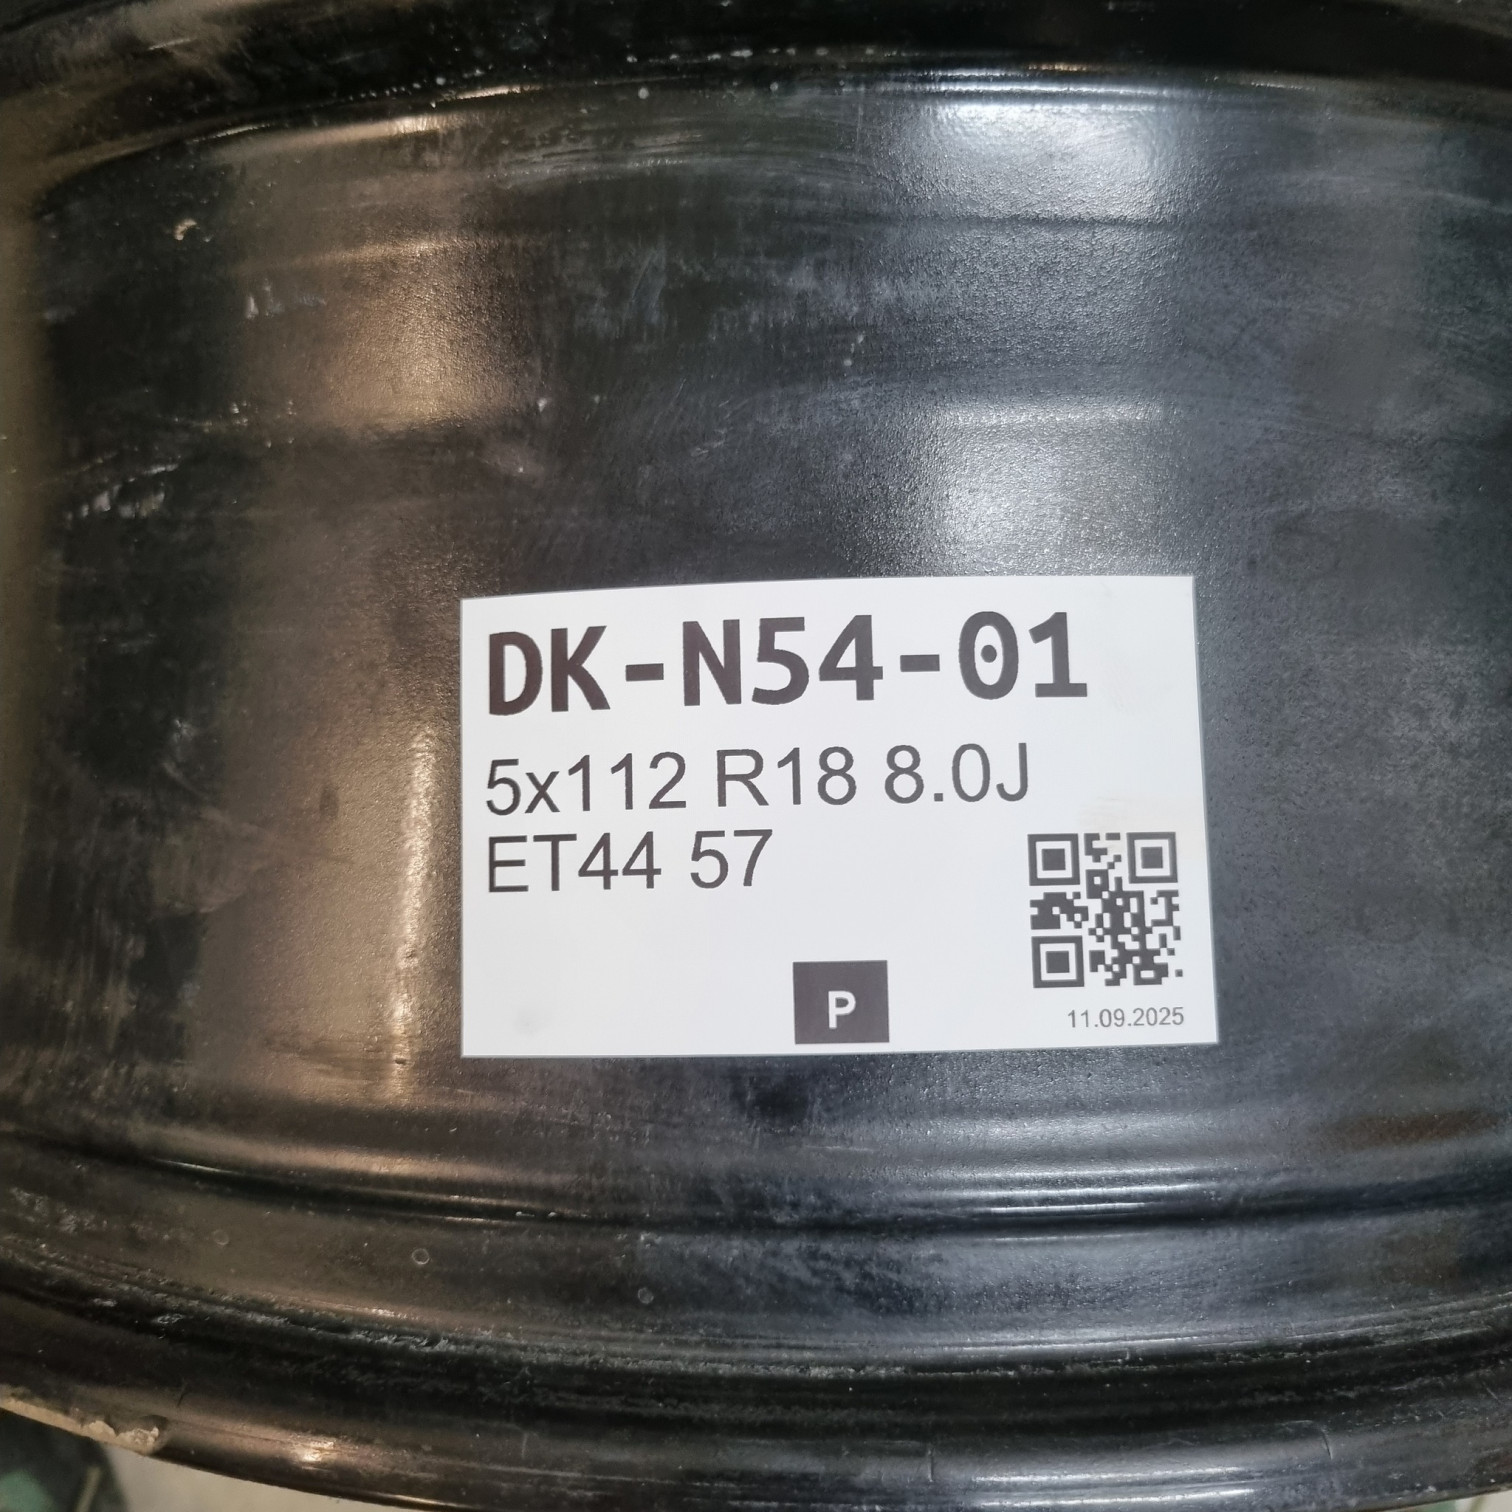 DK-N54-01
5x112 R18 8.0J
ET44 57
P
11.09.2025